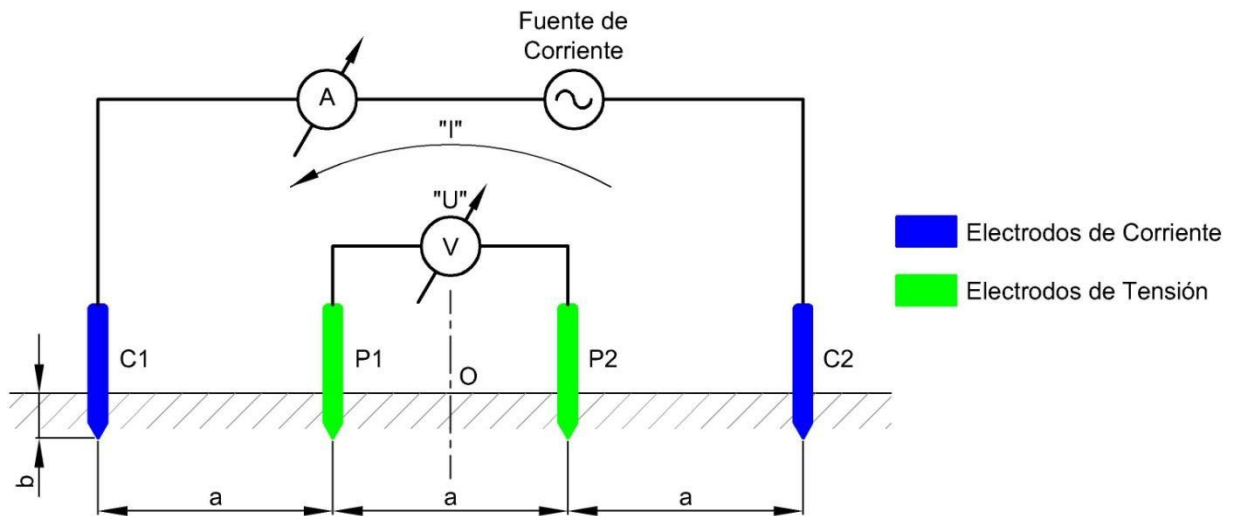 Fuente de
Corriente
A
"I"
"U"
V
Electrodos de Corriente
Electrodos de Tensión
C1
P1
O
P2
C2
b
a
a
a